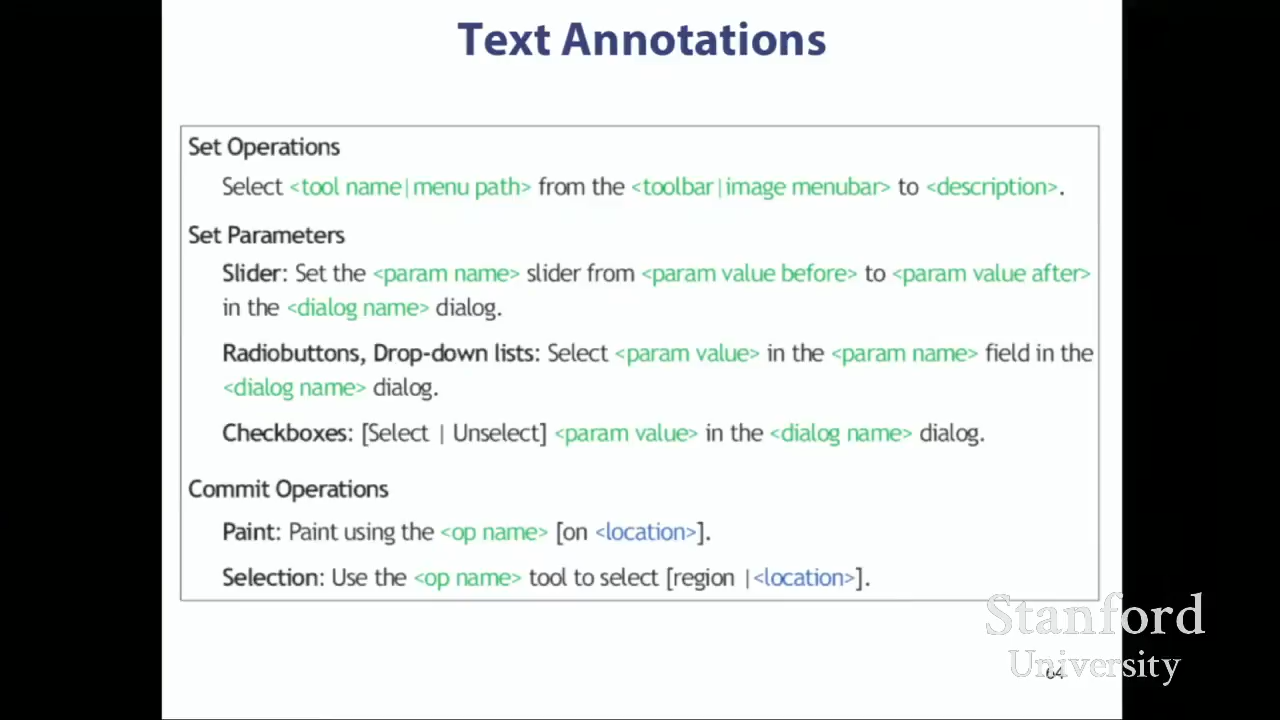 Text Annotations
Set Operations
Select <tool name|menu path> from the <toolbar|image menubar> to <description>.
Set Parameters
Slider: Set the <param name> slider from <param value before> to <param value after>
in the <dialog name> dialog.
Radiobuttons, Drop-down lists: Select <param value> in the <param name> field in the
<dialog name> dialog.
Checkboxes: [Select | Unselect] <param value> in the <dialog name> dialog.
Commit Operations
Paint: Paint using the <op name> [on <location>].
Selection: Use the <op name> tool to select [region |<location>].
Stanford
University
64